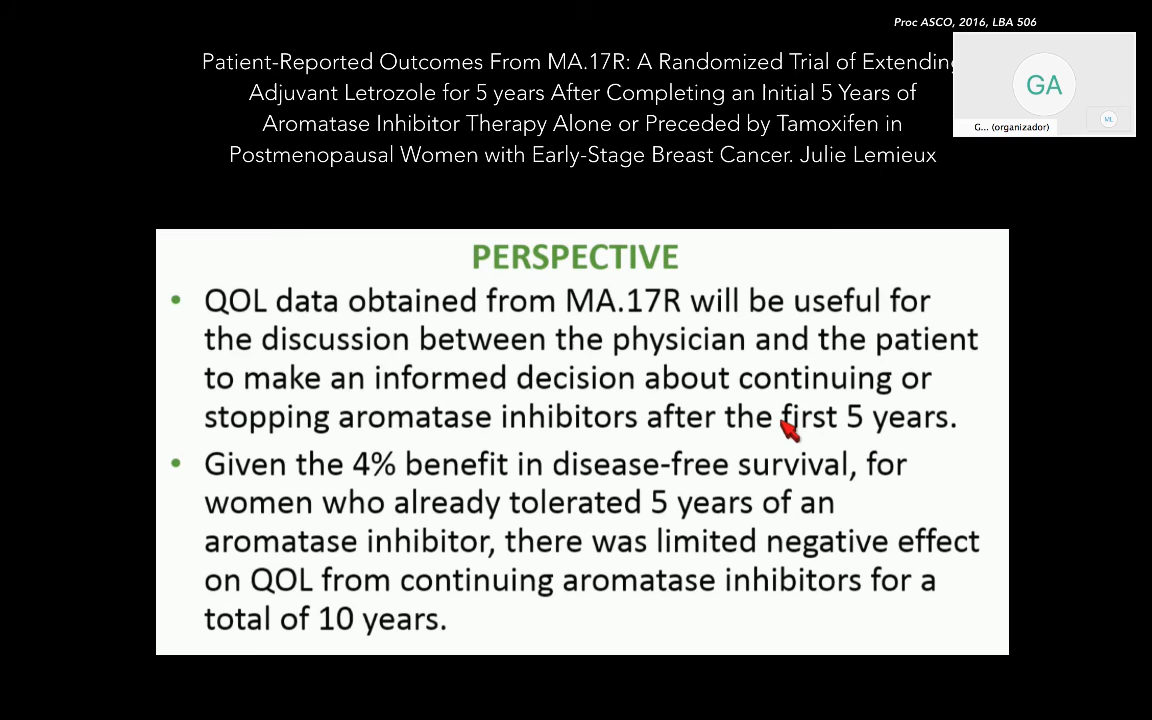 Proc ASCO, 2016, LBA 506
Patient-Reported Outcomes From MA.17R: A Randomized Trial of Extending
Adjuvant Letrozole for 5 years After Completing an Initial 5 Years of
Aromatase Inhibitor Therapy Alone or Preceded by Tamoxifen in
Postmenopausal Women with Early-Stage Breast Cancer. Julie Lemieux
GA
G... (organizador)
ML
PERSPECTIVE
• QOL data obtained from MA.17R will be useful for
the discussion between the physician and the patient
to make an informed decision about continuing or
stopping aromatase inhibitors after the first 5 years.
• Given the 4% benefit in disease-free survival, for
women who already tolerated 5 years of an
aromatase inhibitor, there was limited negative effect
on QOL from continuing aromatase inhibitors for a
total of 10 years.